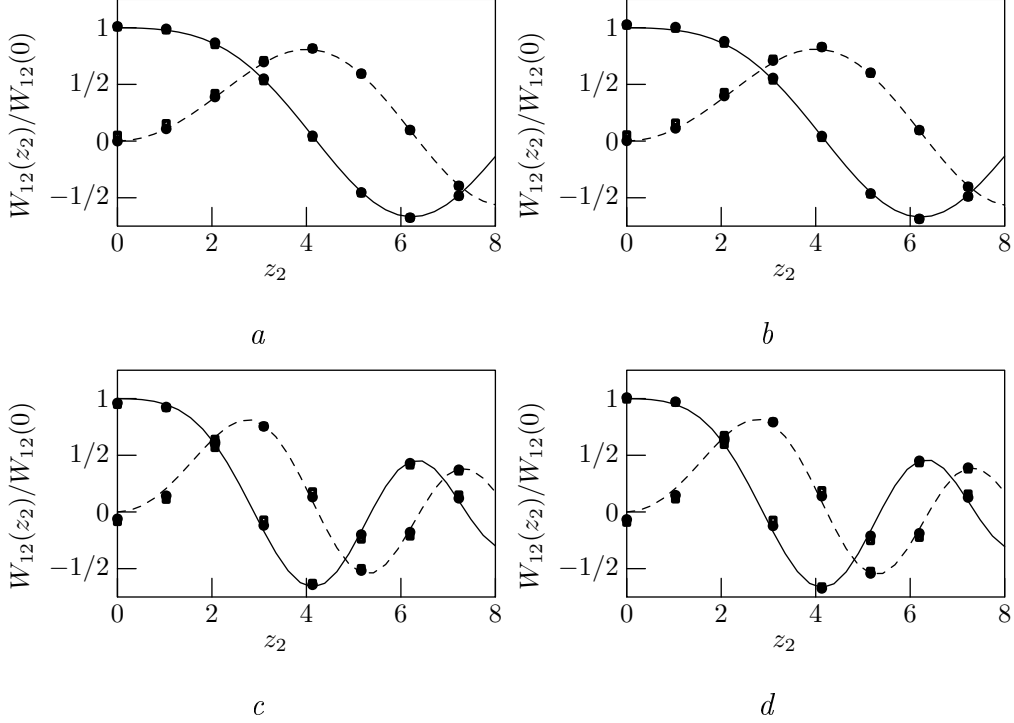 W₁₂(z₂)/W₁₂(0)
1
1/2
0
−1/2
0 2 4 6 8
z₂
a
W₁₂(z₂)/W₁₂(0)
1
1/2
0
−1/2
0 2 4 6 8
z₂
b
W₁₂(z₂)/W₁₂(0)
1
1/2
0
−1/2
0 2 4 6 8
z₂
c
W₁₂(z₂)/W₁₂(0)
1
1/2
0
−1/2
0 2 4 6 8
z₂
d